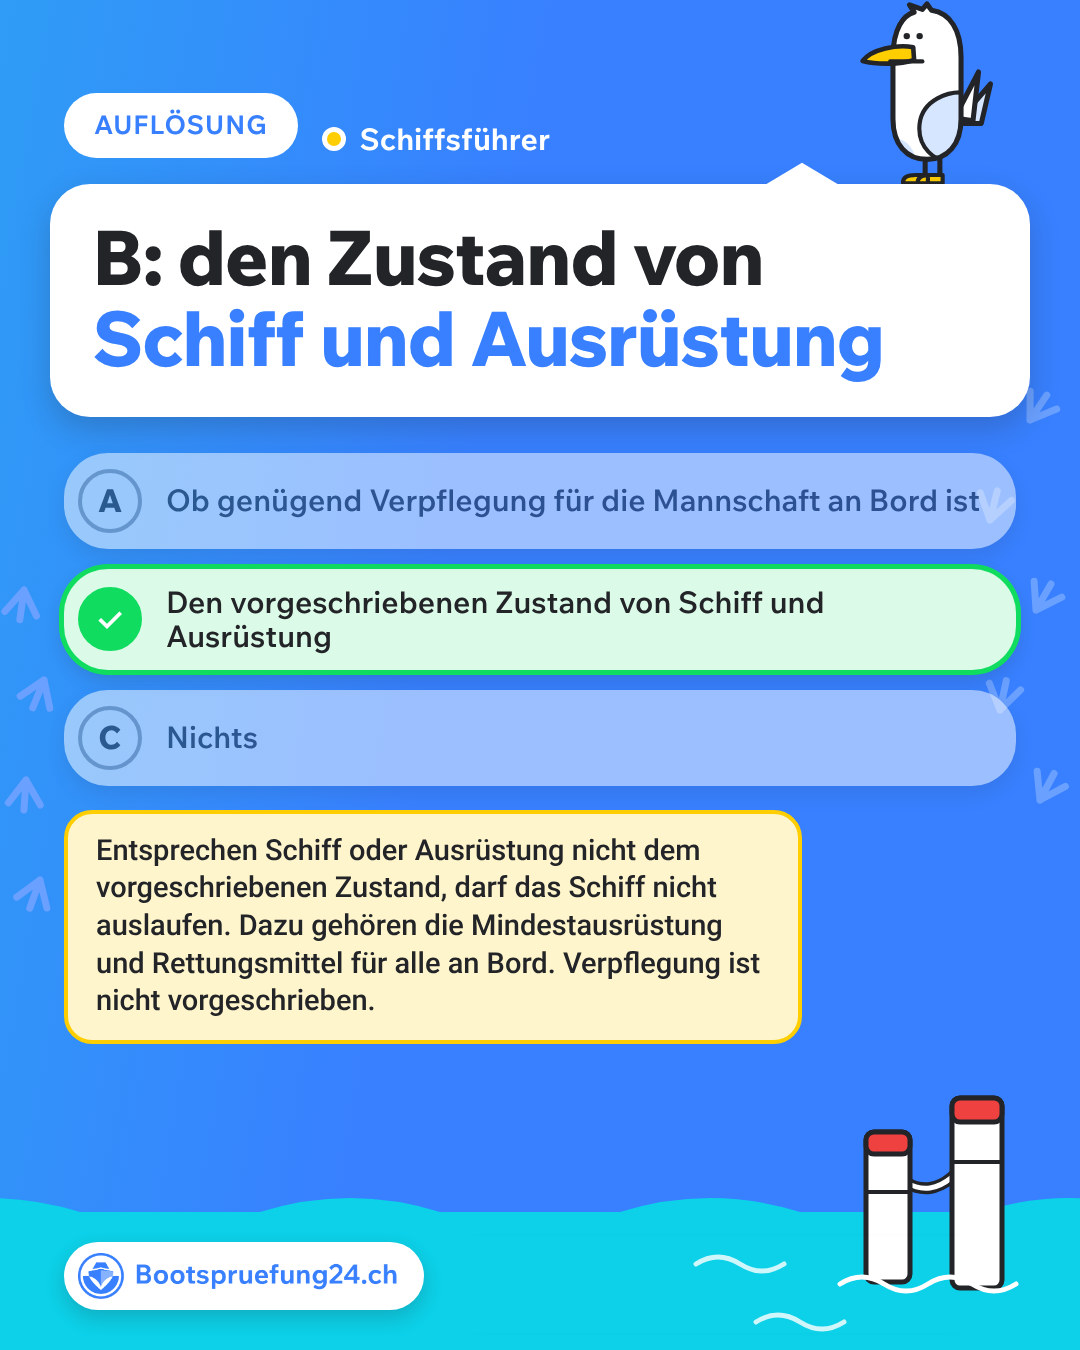 AUFLÖSUNG
Schiffsführer
B: den Zustand von
Schiff und Ausrüstung
A Ob genügend Verpflegung für die Mannschaft an Bord ist
Den vorgeschriebenen Zustand von Schiff und
Ausrüstung
C Nichts
Entsprechen Schiff oder Ausrüstung nicht dem
vorgeschriebenen Zustand, darf das Schiff nicht
auslaufen. Dazu gehören die Mindestausrüstung
und Rettungsmittel für alle an Bord. Verpflegung ist
nicht vorgeschrieben.
Bootspruefung24.ch